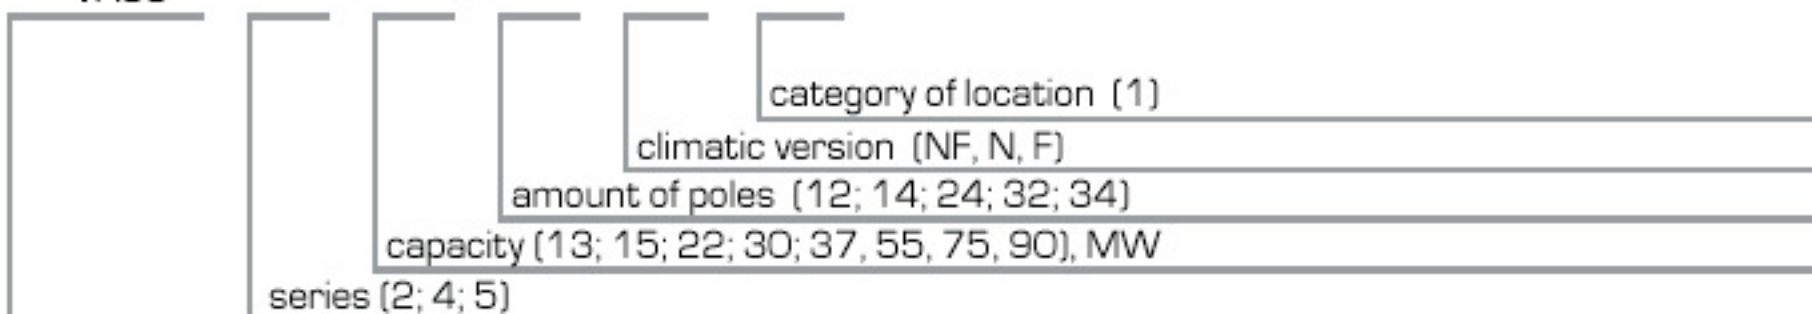 category of location (1)
climatic version (NF, N, F)
amount of poles (12; 14; 24; 32; 34)
capacity (13; 15; 22; 30; 37, 55, 75, 90), MW
series (2; 4; 5)